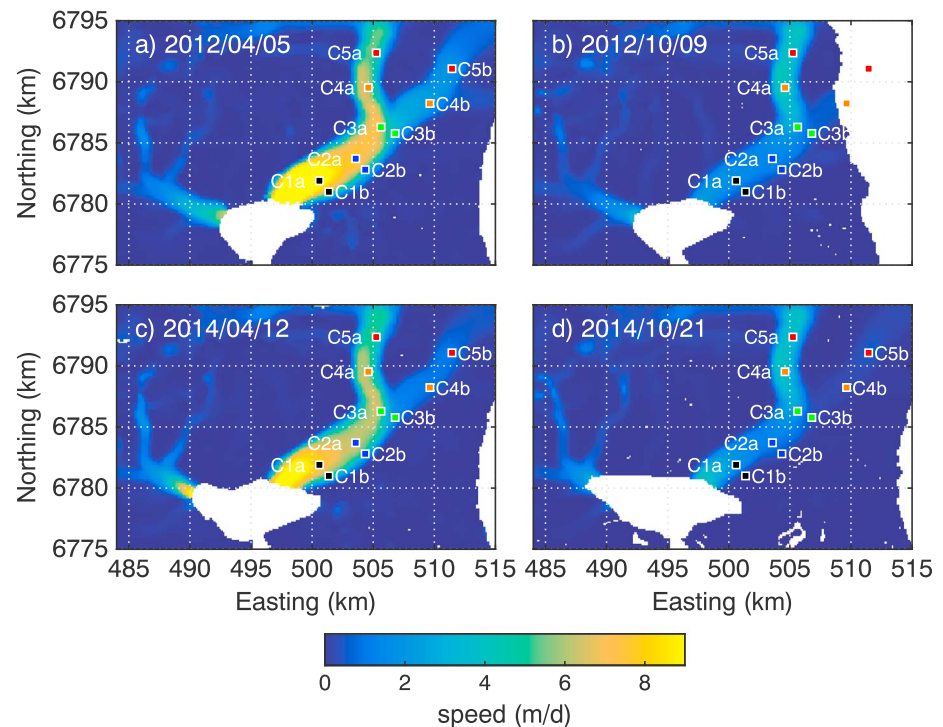 6795
6790
6785
6780
6775
Northing (km)
a) 2012/04/05
C5a
C5b
C4a
C4b
C3a
C3b
C2a
C2b
C1a
C1b
b) 2012/10/09
C5a
C4a
C3a
C3b
C2a
C2b
C1a
C1b
6795
6790
6785
6780
6775
Northing (km)
c) 2014/04/12
C5a
C5b
C4a
C4b
C3a
C3b
C2a
C2b
C1a
C1b
d) 2014/10/21
C5a
C5b
C4a
C4b
C3a
C3b
C2a
C2b
C1a
C1b
485 490 495 500 505 510 515
485 490 495 500 505 510 515
Easting (km)
Easting (km)
0 2 4 6 8
speed (m/d)